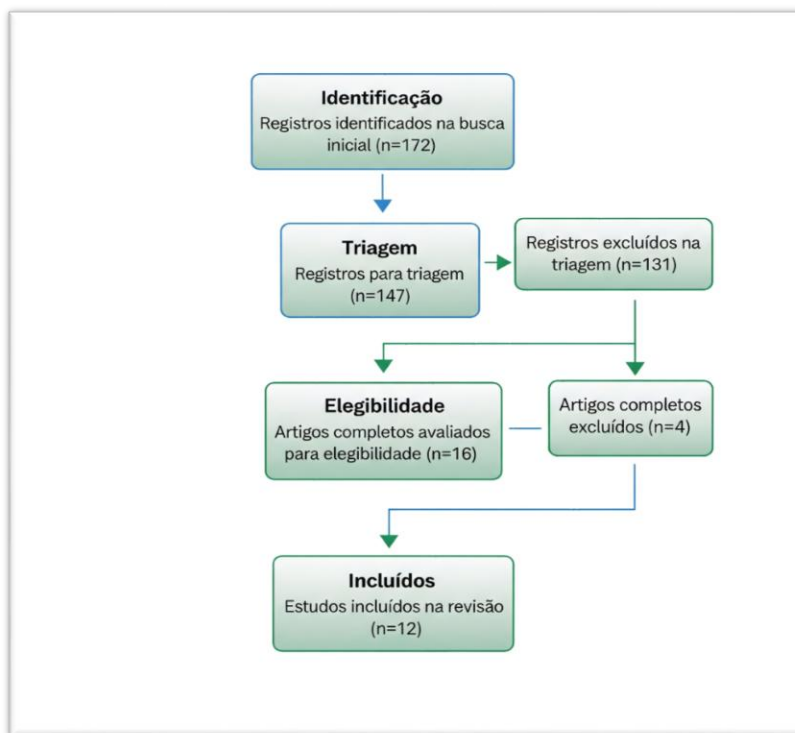 Identificação
Registros identificados na busca
inicial (n=172)
Triagem
Registros para triagem
(n=147)
Registros excluídos na
triagem (n=131)
Elegibilidade
Artigos completos avaliados
para elegibilidade (n=16)
Artigos completos
excluídos (n=4)
Incluídos
Estudos incluídos na revisão
(n=12)